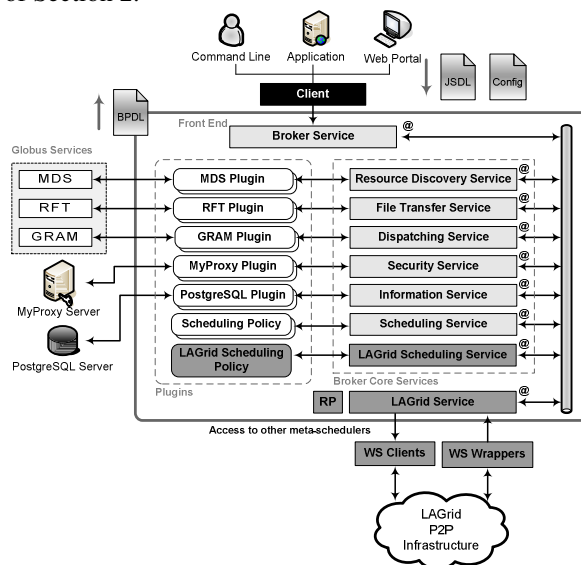 of Section 2.
Command Line
Application
Web Portal
JSDL
Config
Client
BPDL
Front End
Broker Service
@
Globus Services
MDS
MDS Plugin
Resource Discovery Service
@
RFT
RFT Plugin
File Transfer Service
@
GRAM
GRAM Plugin
Dispatching Service
@
MyProxy Plugin
Security Service
@
MyProxy Server
PostgreSQL Plugin
Information Service
@
Scheduling Policy
Scheduling Service
@
PostgreSQL Server
LAGrid Scheduling
Policy
LAGrid Scheduling Service
@
Plugins
Broker Core Services
RP
LAGrid Service
@
Access to other meta-schedulers
WS Clients
WS Wrappers
LAGrid
P2P
Infrastructure